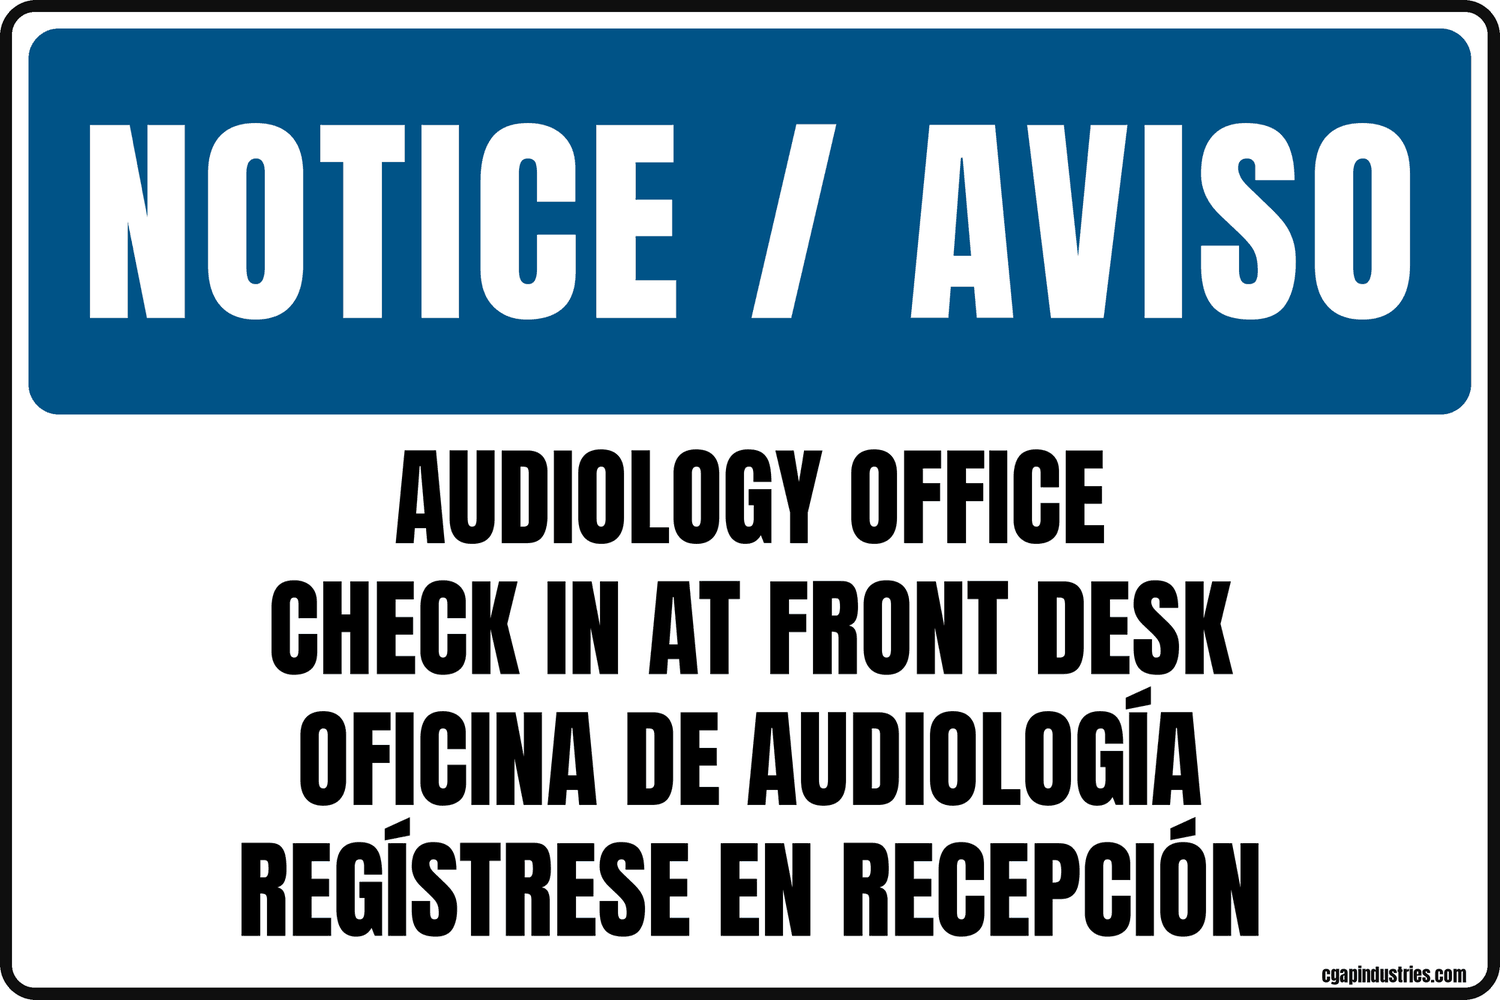 NOTICE / AVISO
AUDIOLOGY OFFICE
CHECK IN AT FRONT DESK
OFICINA DE AUDIOLOGÍA
REGÍSTRESE EN RECEPCIÓN
cgapindustries.com